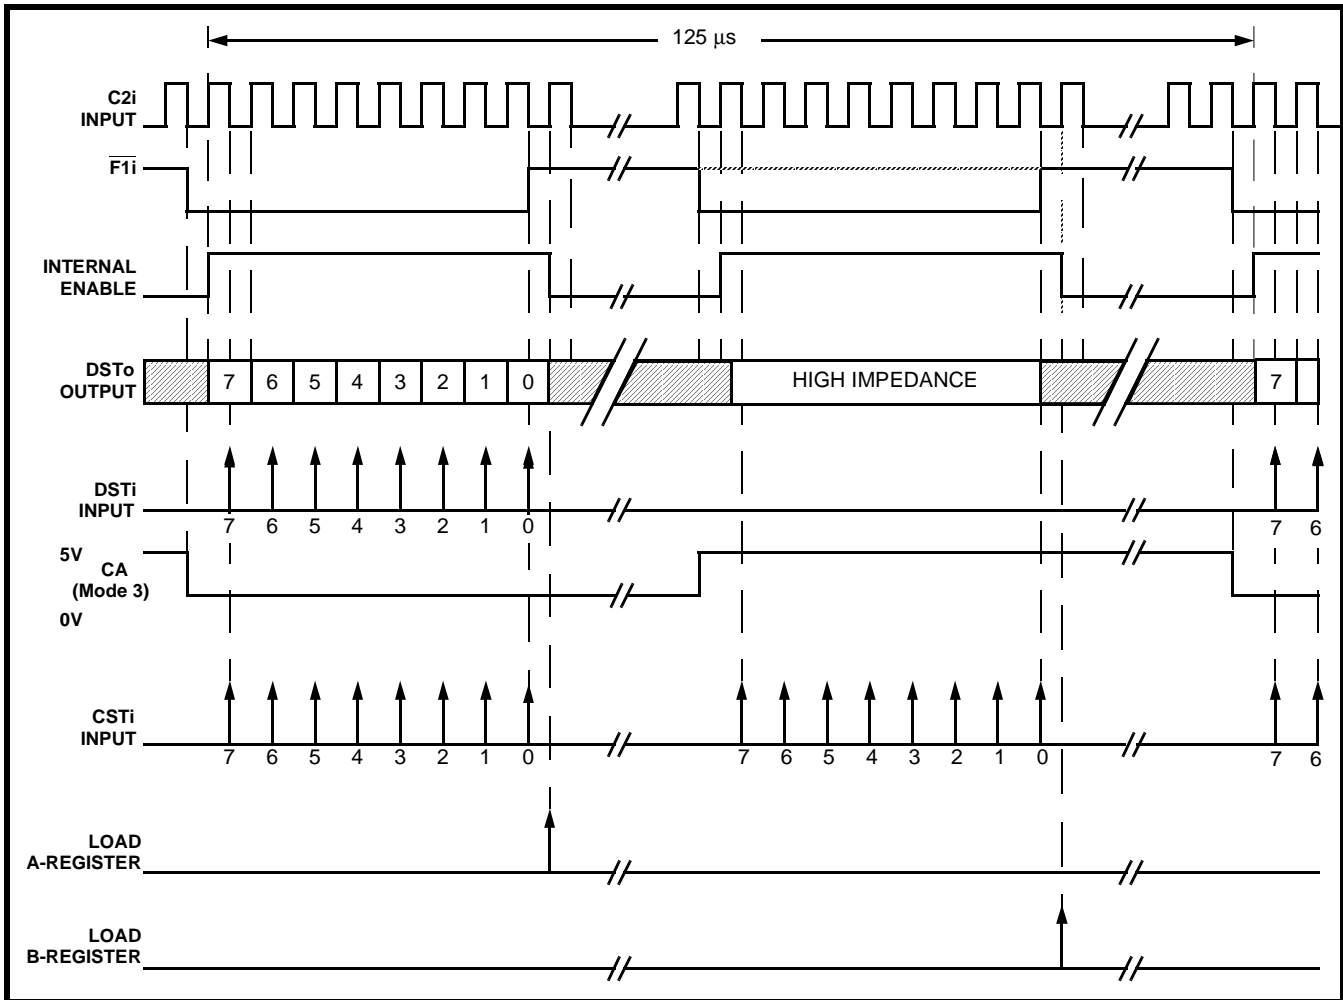 125 µs
C2i
INPUT
F1i
INTERNAL
ENABLE
DSTo
OUTPUT
7 6 5 4 3 2 1 0
HIGH IMPEDANCE
7
DSTi
INPUT
7 6 5 4 3 2 1 0
7 6
5V
CA
(Mode 3)
0V
CSTi
INPUT
7 6 5 4 3 2 1 0
7 6 5 4 3 2 1 0
7 6
LOAD
A-REGISTER
LOAD
B-REGISTER